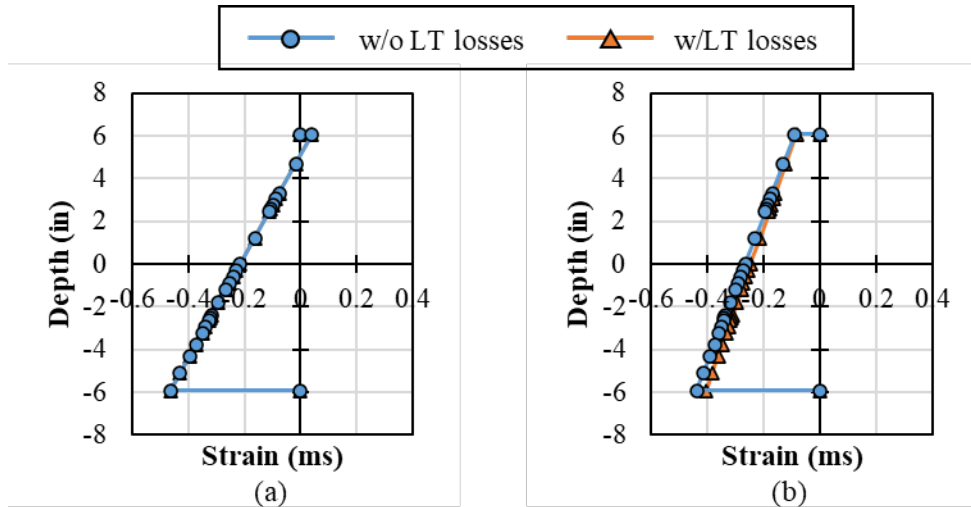 w/o LT losses w/LT losses
8 8
6 6
4 4
2 2
0 0
-0.6 -0.4 -0.2 0 0.2 0.4 -0.6 -0.4 -0.2 0 0.2 0.4
-2 -2
-4 -4
-6 -6
-8 -8
Depth (in) Depth (in)
Strain (ms) Strain (ms)
(a) (b)